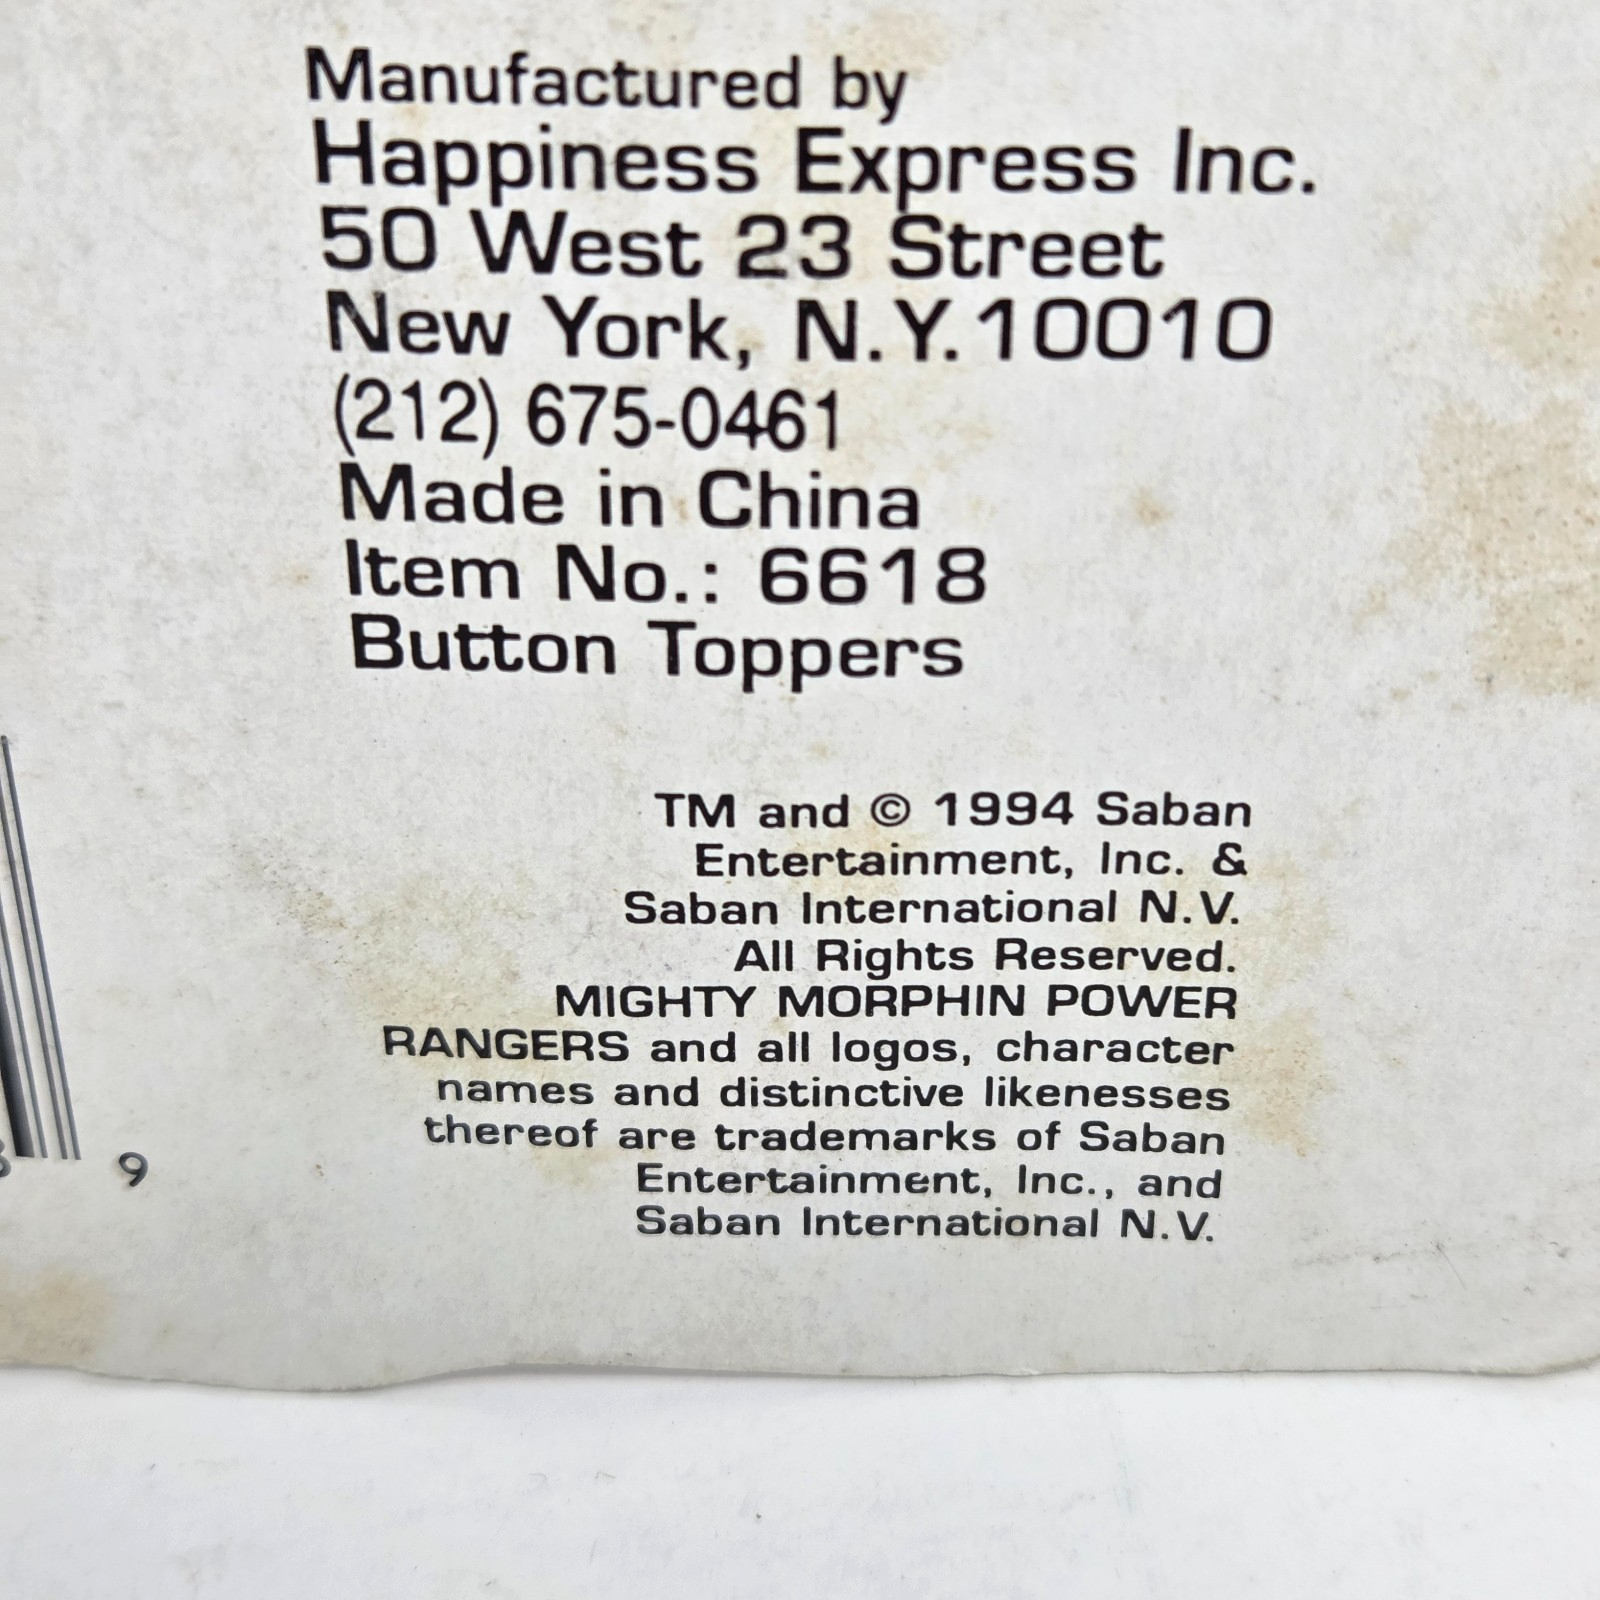 Manufactured by
Happiness Express Inc.
50 West 23 Street
New York, N.Y.10010
(212) 675-0461
Made in China
Item No.: 6618
Button Toppers
TM and © 1994 Saban
Entertainment, Inc. &
Saban International N.V.
All Rights Reserved.
MIGHTY MORPHIN POWER
RANGERS and all logos, character
names and distinctive likenesses
thereof are trademarks of Saban
Entertainment, Inc., and
Saban International N.V.
9